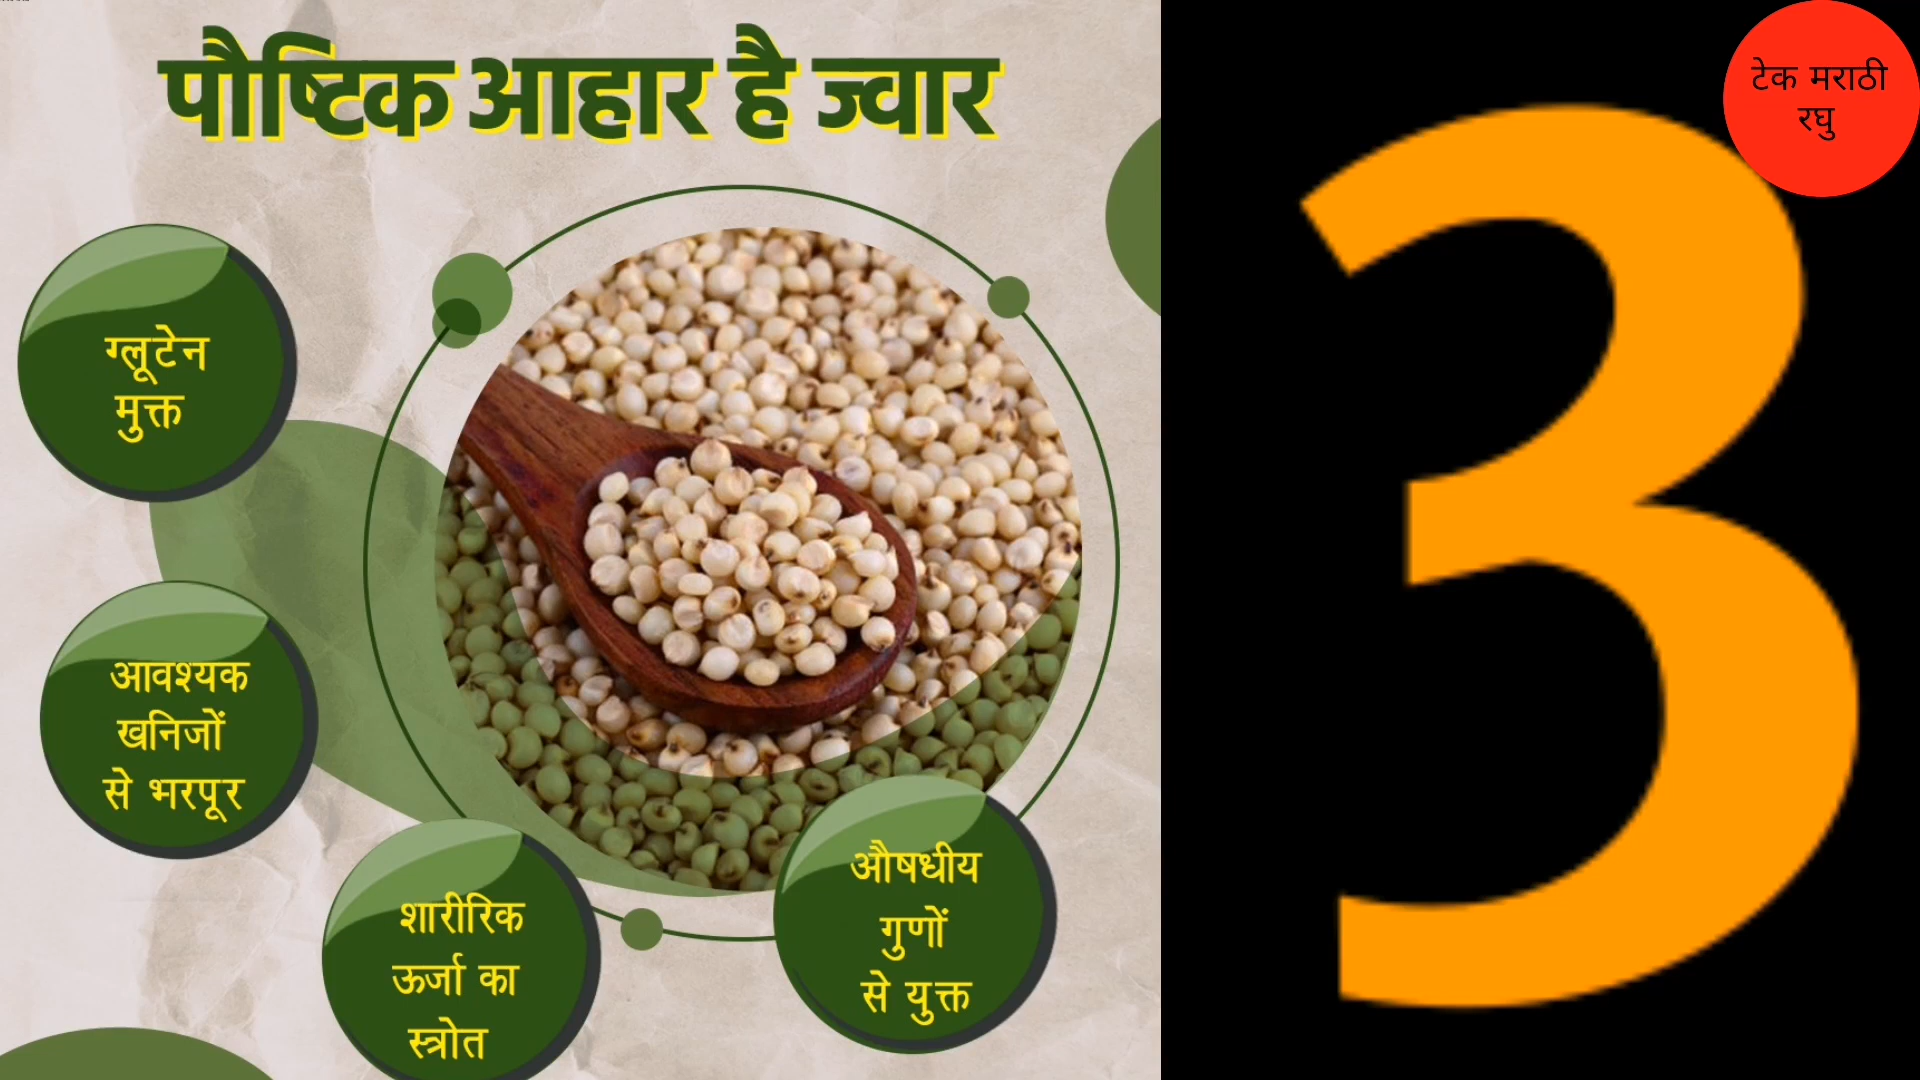 पौष्टिक आहार है ज्वार
ग्लूटेन
मुक्त
आवश्यक
खनिजों
से भरपूर
शारीरिक
ऊर्जा का
स्त्रोत
औषधीय
गुणों
से युक्त
3
टेक मराठी
रघु